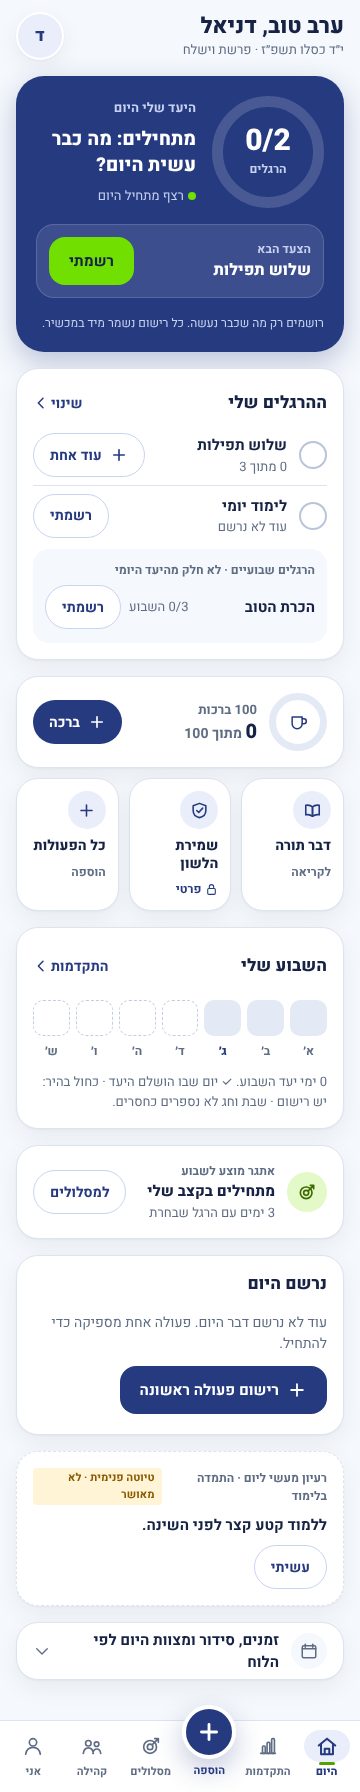 ערב טוב, דניאל
ד
י״ד כסלו תשפ״ז · פרשת וישלח
0/2
הרגלים
היעד שלי היום
מתחילים: מה כבר
עשית היום?
רצף מתחיל היום
הצעד הבא
שלוש תפילות
רשמתי
רושמים רק מה שכבר נעשה. כל רישום נשמר מיד במכשיר.
ההרגלים שלי
שינוי
שלוש תפילות
0 מתוך 3
עוד אחת
לימוד יומי
עוד לא נרשם
רשמתי
הרגלים שבועיים · לא חלק מהיעד היומי
הכרת הטוב
0/3 השבוע
רשמתי
100 ברכות
0 מתוך 100
ברכה
דבר תורה
לקריאה
שמירת
הלשון
פרטי
כל הפעולות
הוספה
השבוע שלי
התקדמות
א׳ ב׳ ג׳ ד׳ ה׳ ו׳ ש׳
0 ימי יעד השבוע. ✓ יום שבו הושלם היעד · כחול בהיר:
יש רישום · שבת וחג לא נספרים כחסרים.
אתגר מוצע לשבוע
מתחילים בקצב שלי
3 ימים עם הרגל שבחרת
למסלולים
נרשם היום
עוד לא נרשם דבר היום. פעולה אחת מספיקה כדי
להתחיל.
רישום פעולה ראשונה
רעיון מעשי ליום · התמדה
בלימוד
טיוטה פנימית · לא
מאושר
ללמוד קטע קצר לפני השינה.
עשיתי
זמנים, סידור ומצוות היום לפי
הלוח
היום
התקדמות
הוספה
מסלולים
קהילה
אני